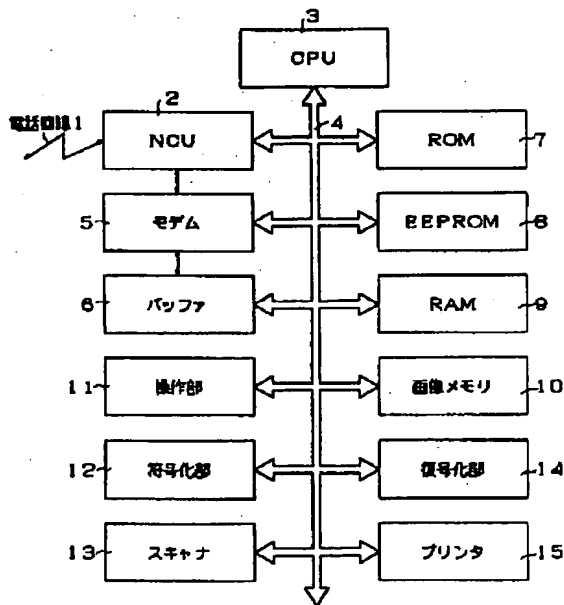 3
CPU
2
電話回線1
NCU
4
ROM
7
5
モデム
EEPROM
8
6
バッファ
RAM
9
11
操作部
画像メモリ
10
12
符号化部
復号化部
14
13
スキャナ
プリンタ
15